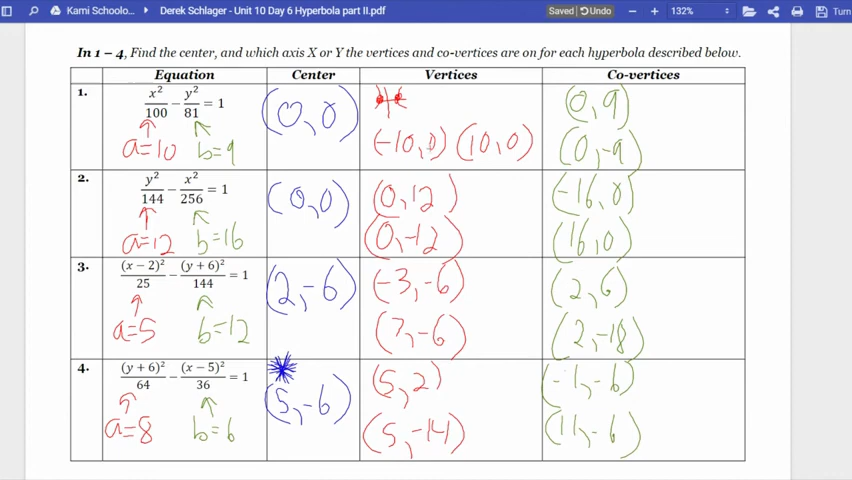 Kami Schoolo...
Derek Schlager - Unit 10 Day 6 Hyperbola part II.pdf
Saved Undo
132%
Turn
In 1 – 4, Find the center, and which axis X or Y the vertices and co-vertices are on for each hyperbola described below.
Equation Center Vertices Co-vertices
1. x²/100 − y²/81 = 1 (0,0) (0,9)
a=10 b=9 (-10,0) (10,0) (0,-9)
2. y²/144 − x²/256 = 1 (0,0) (0,12) (-16,0)
a=12 b=16 (0,-12) (16,0)
3. (x − 2)²/25 − (y + 6)²/144 = 1 (2,-6) (-3,-6) (2,6)
a=5 b=12 (7,-6) (2,-18)
4. (y + 6)²/64 − (x − 5)²/36 = 1 (5,-6) (5,2) (-1,-6)
a=8 b=6 (5,-14) (11,-6)